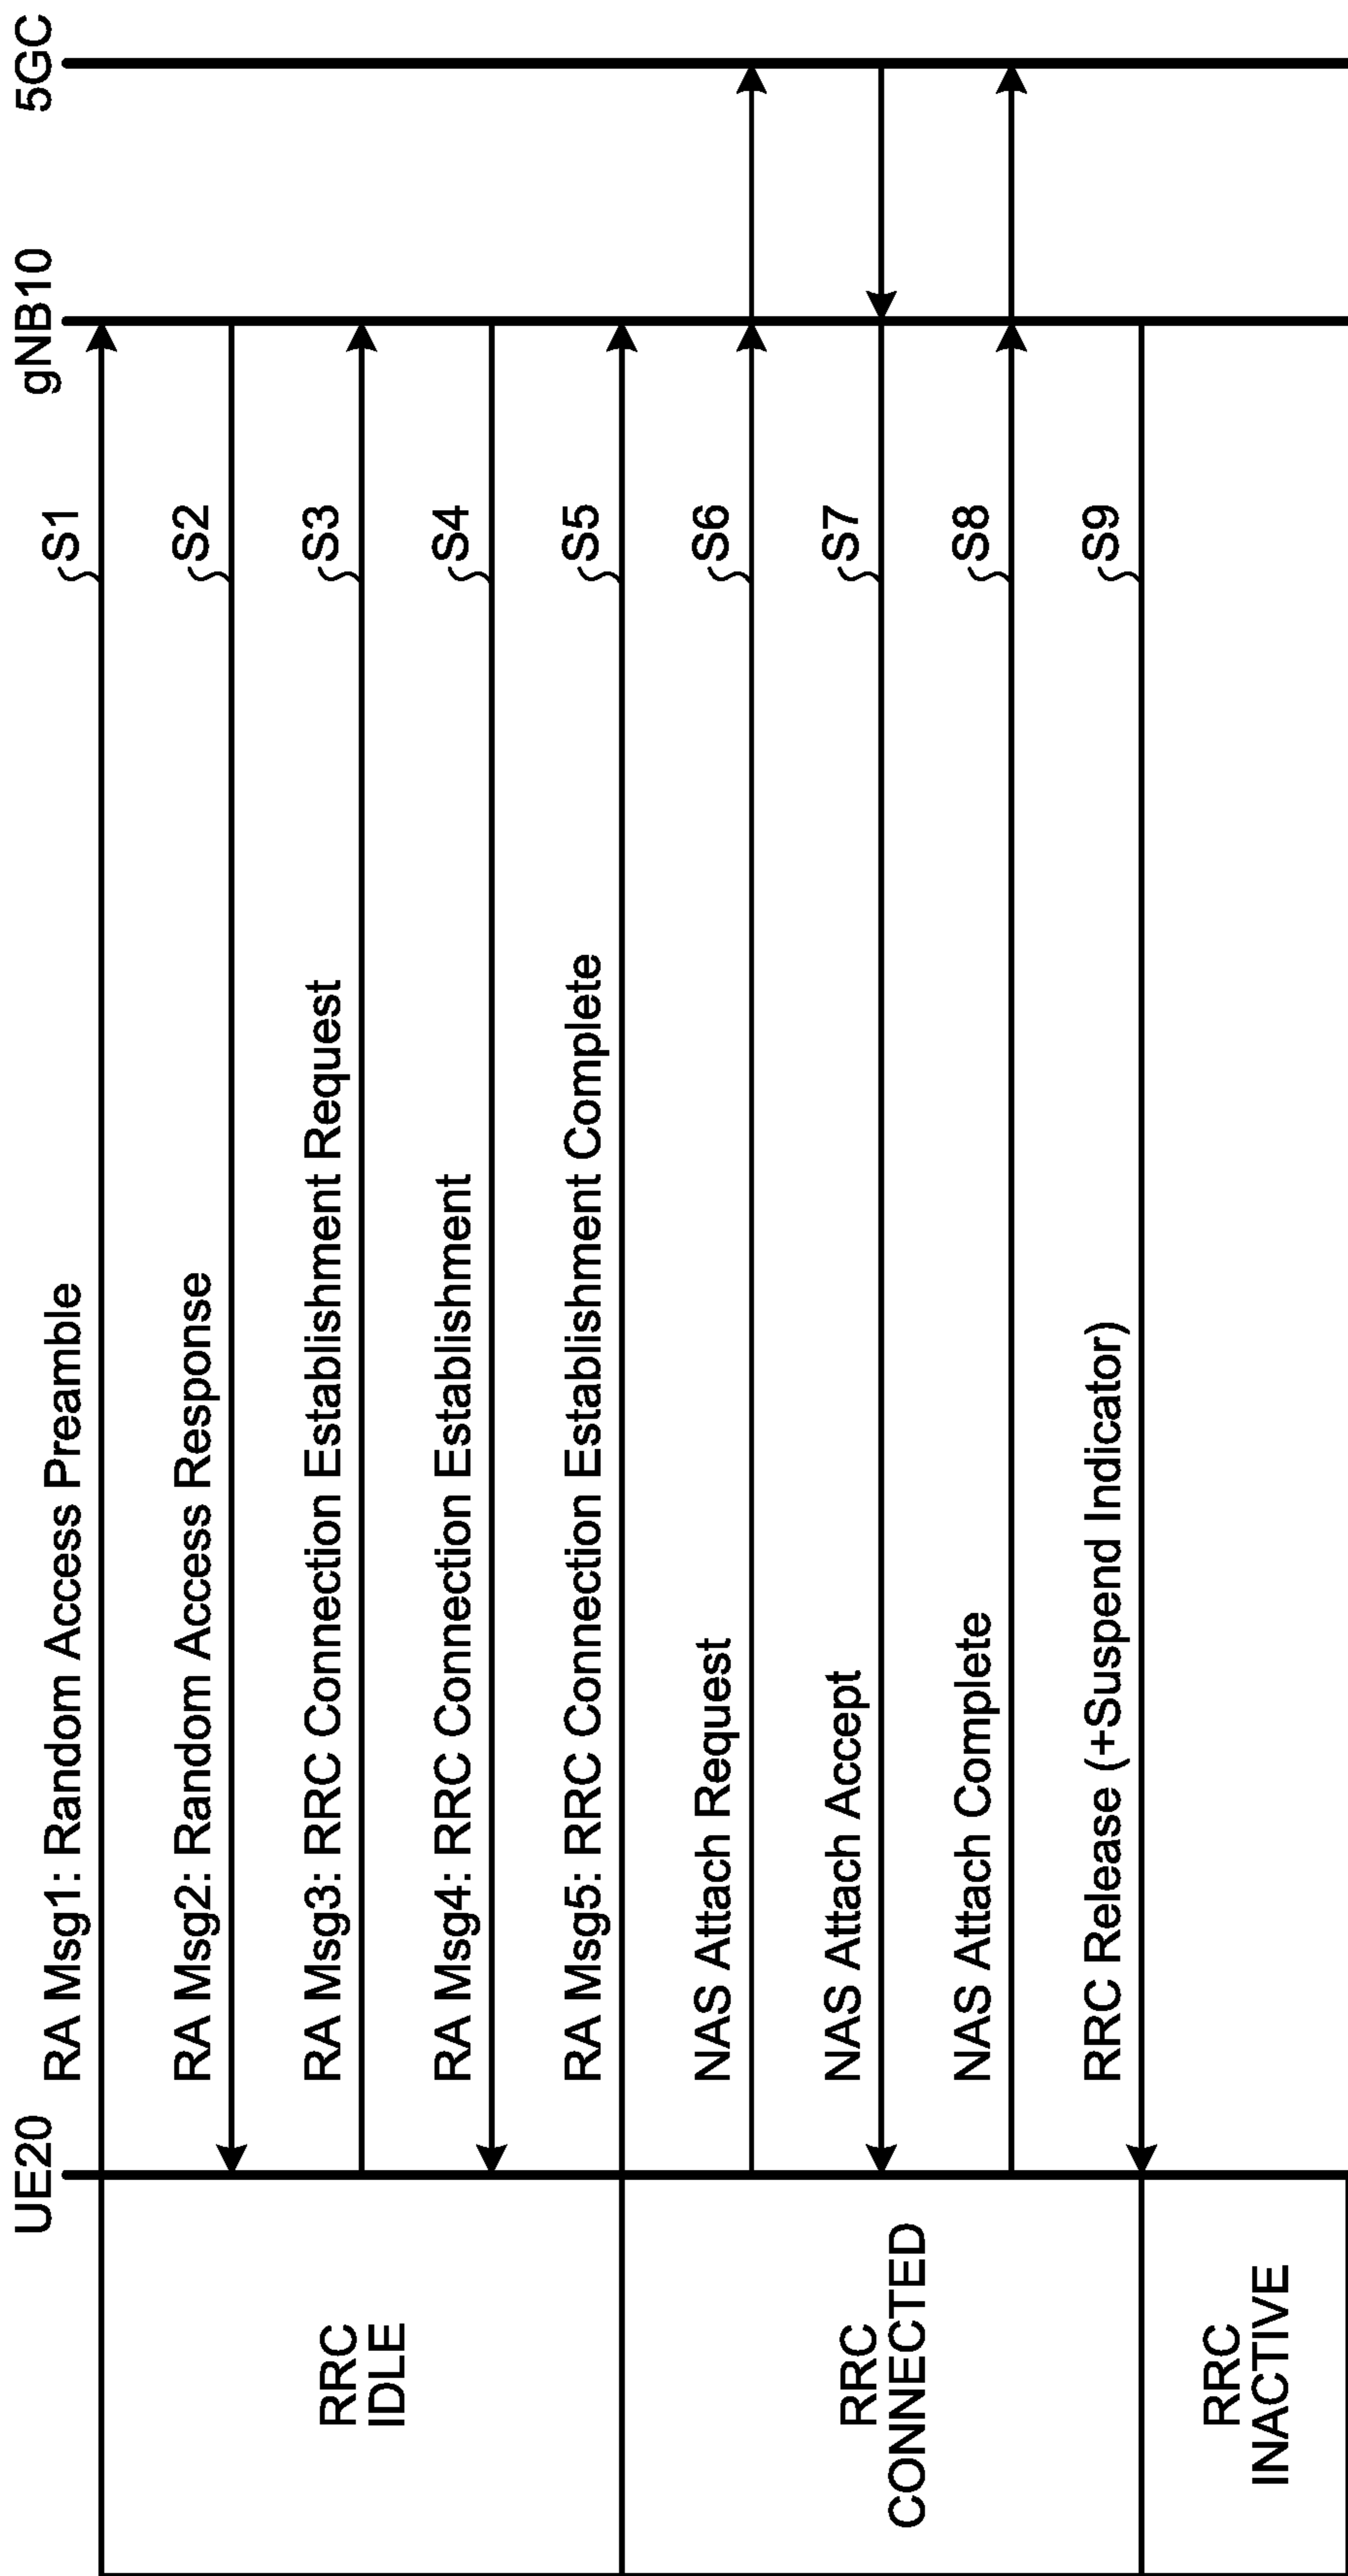 UE20
gNB10
5GC
RA Msg1: Random Access Preamble
S1
RA Msg2: Random Access Response
S2
RA Msg3: RRC Connection Establishment Request
S3
RA Msg4: RRC Connection Establishment
S4
RA Msg5: RRC Connection Establishment Complete
S5
NAS Attach Request
S6
NAS Attach Accept
S7
NAS Attach Complete
S8
RRC Release (+Suspend Indicator)
S9
RRC
IDLE
RRC
CONNECTED
RRC
INACTIVE